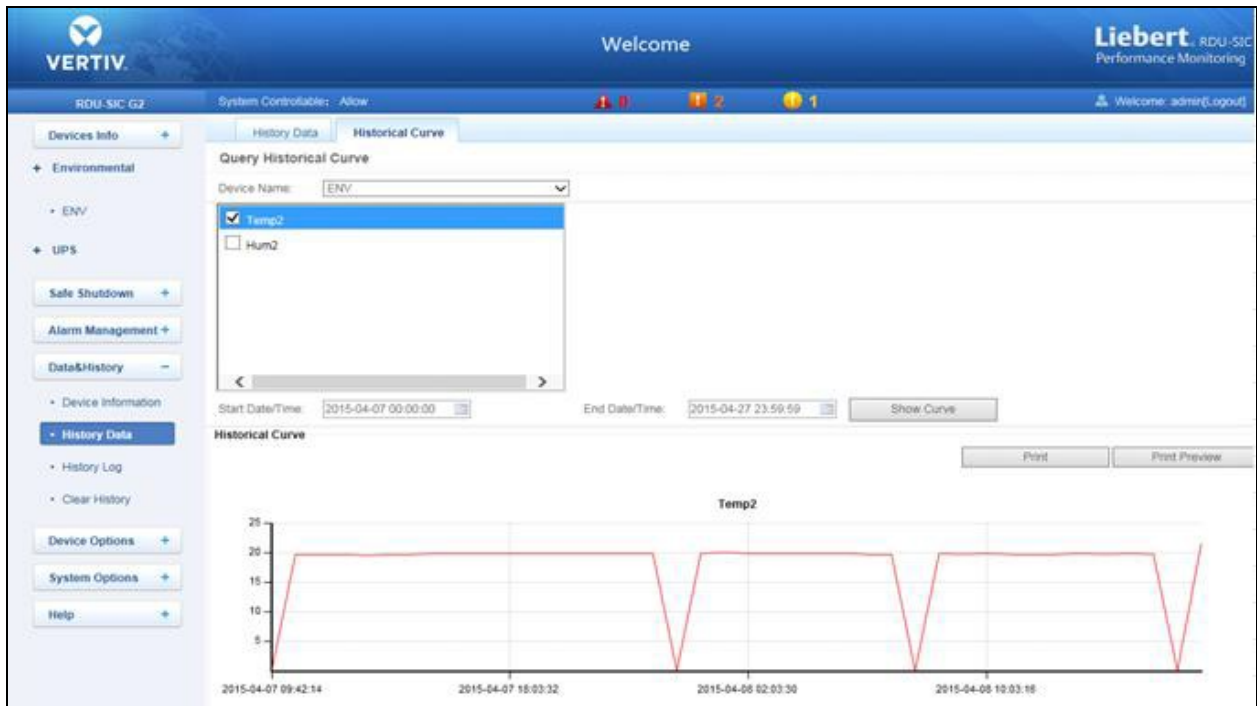 VERTIV.
Welcome
Liebert. RDU-SIC
Performance Monitoring
RDU-SIC G2
System Controllable: Allow
0
2
1
Welcome: admin[Logout]
Devices Info +
+ Environmental
• ENV
+ UPS
Safe Shutdown +
Alarm Management +
Data&History −
• Device Information
• History Data
• History Log
• Clear History
Device Options +
System Options +
Help +
History Data
Historical Curve
Query Historical Curve
Device Name: ENV
Temp2
Hum2
Start Date/Time: 2015-04-07 00:00:00
End Date/Time: 2015-04-27 23:59:59
Show Curve
Historical Curve
Print
Print Preview
Temp2
25
20
15
10
5
2015-04-07 09:42:14
2015-04-07 18:03:32
2015-04-08 02:03:30
2015-04-08 10:03:16